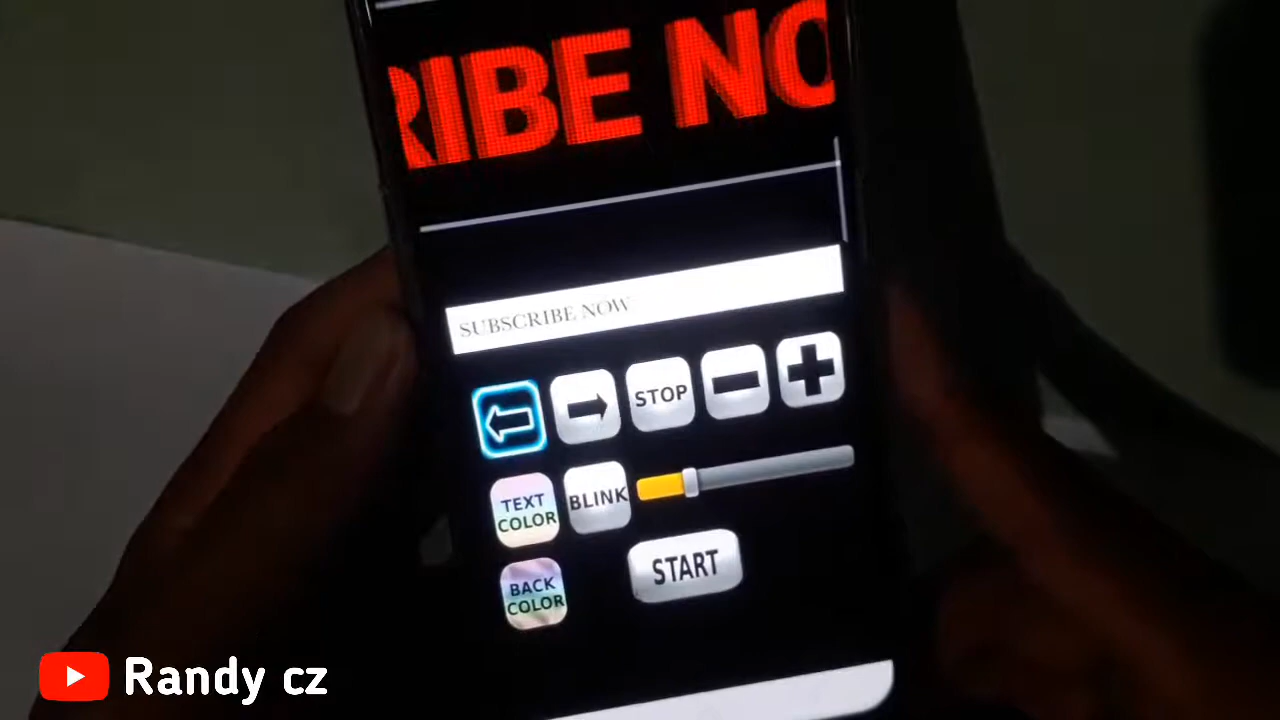 RIBE NO
SUBSCRIBE NOW
STOP
TEXT
COLOR
BLINK
BACK
COLOR
START
Randy cz